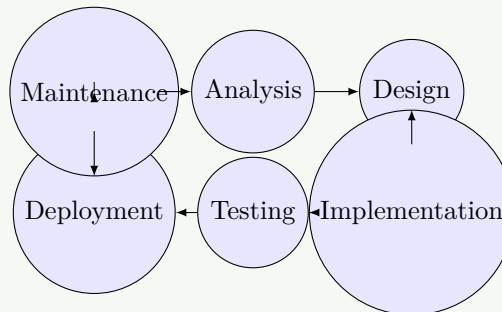 Maintenance
Analysis
Design
Deployment
Testing
Implementation